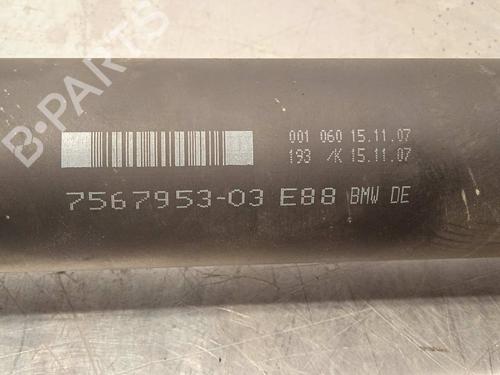 B-PARTS
001 060 15.11.07
193 /K 15.11.07
7567953-03 E88 BMW DE